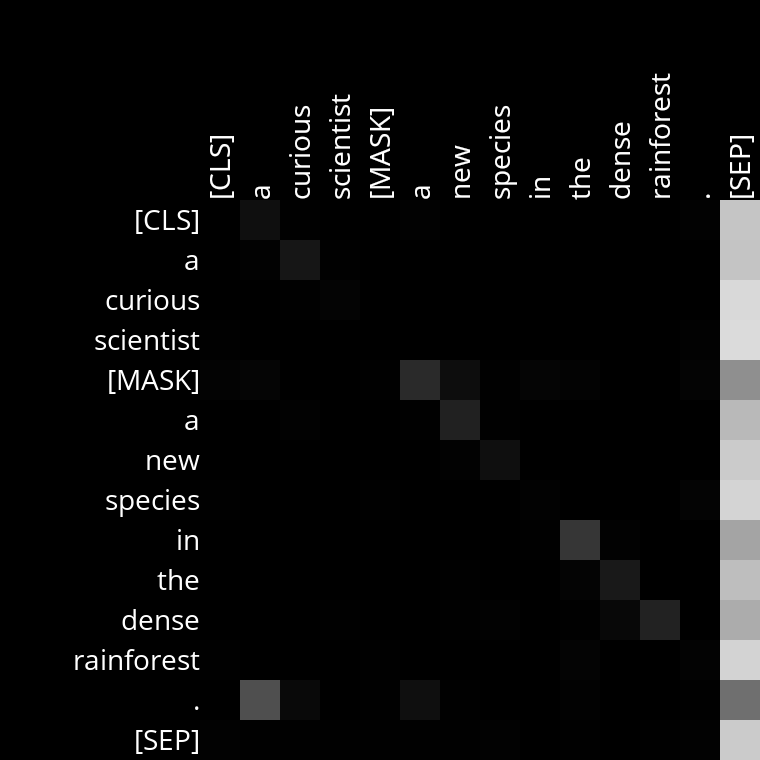 [CLS] a curious scientist [MASK] a new species in the dense rainforest . [SEP]
[CLS]
a
curious
scientist
[MASK]
a
new
species
in
the
dense
rainforest
.
[SEP]